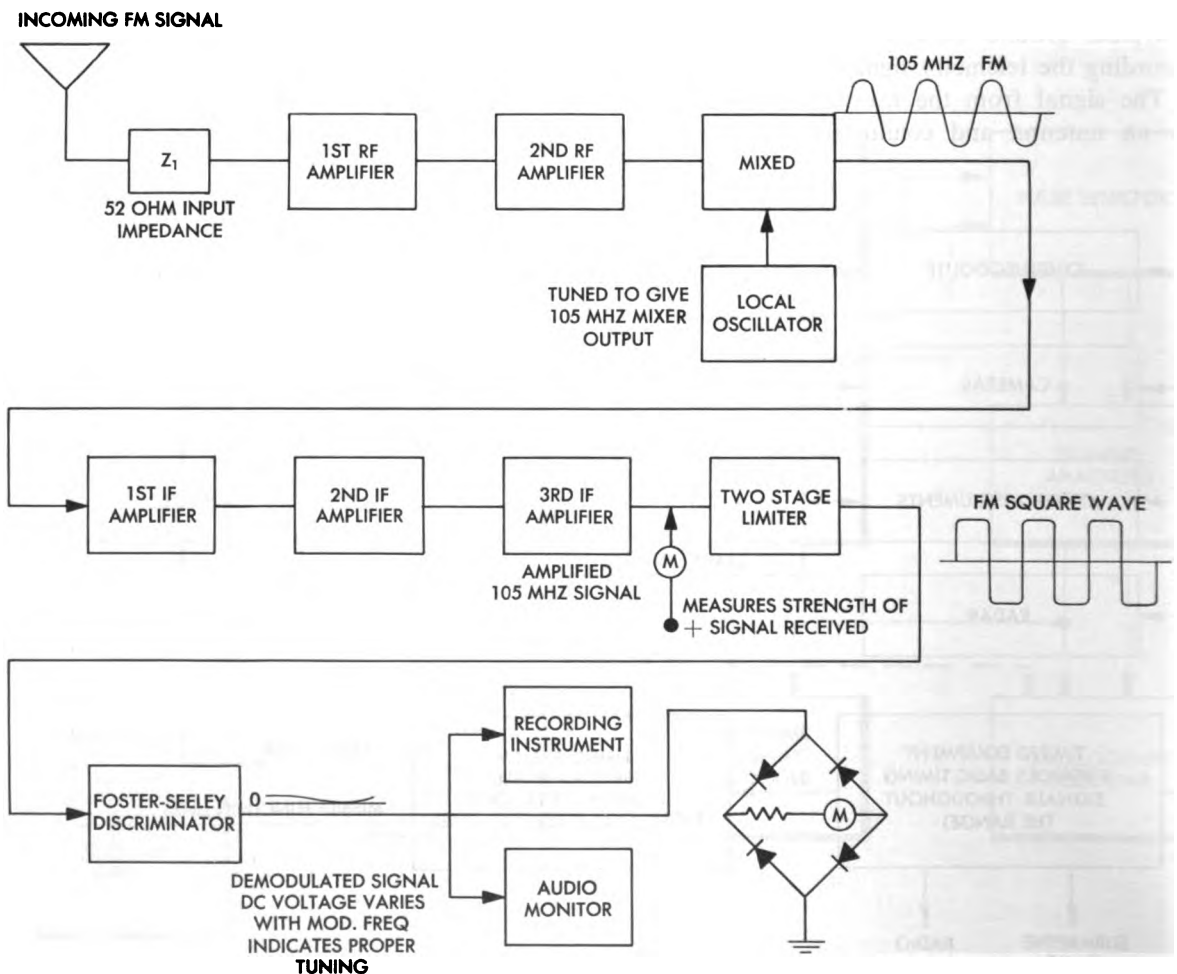 INCOMING FM SIGNAL
105 MHZ FM
Z1
52 OHM INPUT
IMPEDANCE
1ST RF
AMPLIFIER
2ND RF
AMPLIFIER
MIXED
TUNED TO GIVE
105 MHZ MIXER
OUTPUT
LOCAL
OSCILLATOR
1ST IF
AMPLIFIER
2ND IF
AMPLIFIER
3RD IF
AMPLIFIER
AMPLIFIED
105 MHZ SIGNAL
M
MEASURES STRENGTH OF
+ SIGNAL RECEIVED
TWO STAGE
LIMITER
FM SQUARE WAVE
FOSTER-SEELEY
DISCRIMINATOR
0
DEMODULATED SIGNAL
DC VOLTAGE VARIES
WITH MOD. FREQ
INDICATES PROPER
TUNING
RECORDING
INSTRUMENT
AUDIO
MONITOR
M